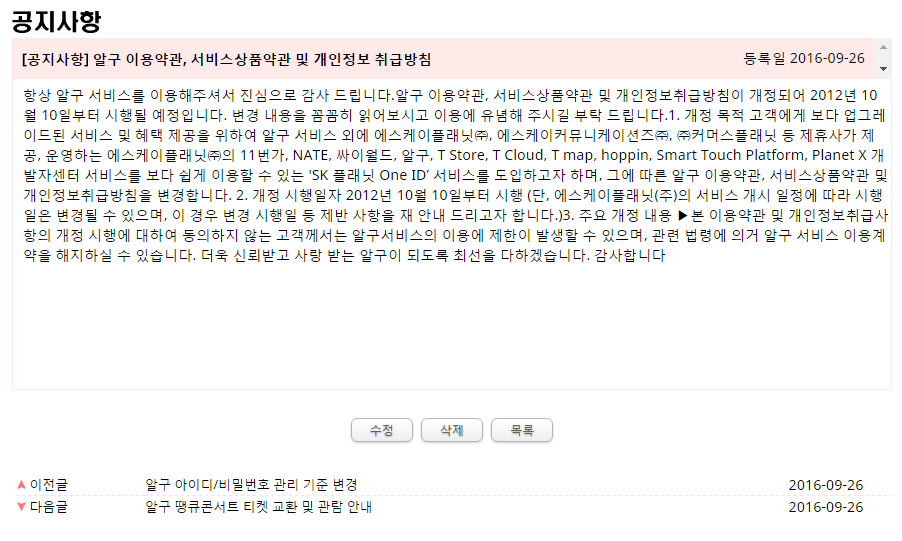 공지사항
[공지사항] 알구 이용약관, 서비스상품약관 및 개인정보 취급방침 등록일 2016-09-26
항상 알구 서비스를 이용해주셔서 진심으로 감사 드립니다.알구 이용약관, 서비스상품약관 및 개인정보취급방침이 개정되어 2012년 10
월 10일부터 시행될 예정입니다. 변경 내용을 꼼꼼히 읽어보시고 이용에 유념해 주시길 부탁 드립니다.1. 개정 목적 고객에게 보다 업그레
이드된 서비스 및 혜택 제공을 위하여 알구 서비스 외에 에스케이플래닛㈜, 에스케이커뮤니케이션즈㈜, ㈜커머스플래닛 등 제휴사가 제
공, 운영하는 에스케이플래닛㈜의 11번가, NATE, 싸이월드, 알구, T Store, T Cloud, T map, hoppin, Smart Touch Platform, Planet X 개
발자센터 서비스를 보다 쉽게 이용할 수 있는 'SK 플래닛 One ID' 서비스를 도입하고자 하며, 그에 따른 알구 이용약관, 서비스상품약관 및
개인정보취급방침을 변경합니다. 2. 개정 시행일자 2012년 10월 10일부터 시행 (단, 에스케이플래닛(주)의 서비스 개시 일정에 따라 시행
일은 변경될 수 있으며, 이 경우 변경 시행일 등 제반 사항을 재 안내 드리고자 합니다.)3. 주요 개정 내용 ▶본 이용약관 및 개인정보취급사
항의 개정 시행에 대하여 동의하지 않는 고객께서는 알구서비스의 이용에 제한이 발생할 수 있으며, 관련 법령에 의거 알구 서비스 이용계
약을 해지하실 수 있습니다. 더욱 신뢰받고 사랑 받는 알구이 되도록 최선을 다하겠습니다. 감사합니다
수정 삭제 목록
이전글 알구 아이디/비밀번호 관리 기준 변경 2016-09-26
다음글 알구 땡큐콘서트 티켓 교환 및 관람 안내 2016-09-26